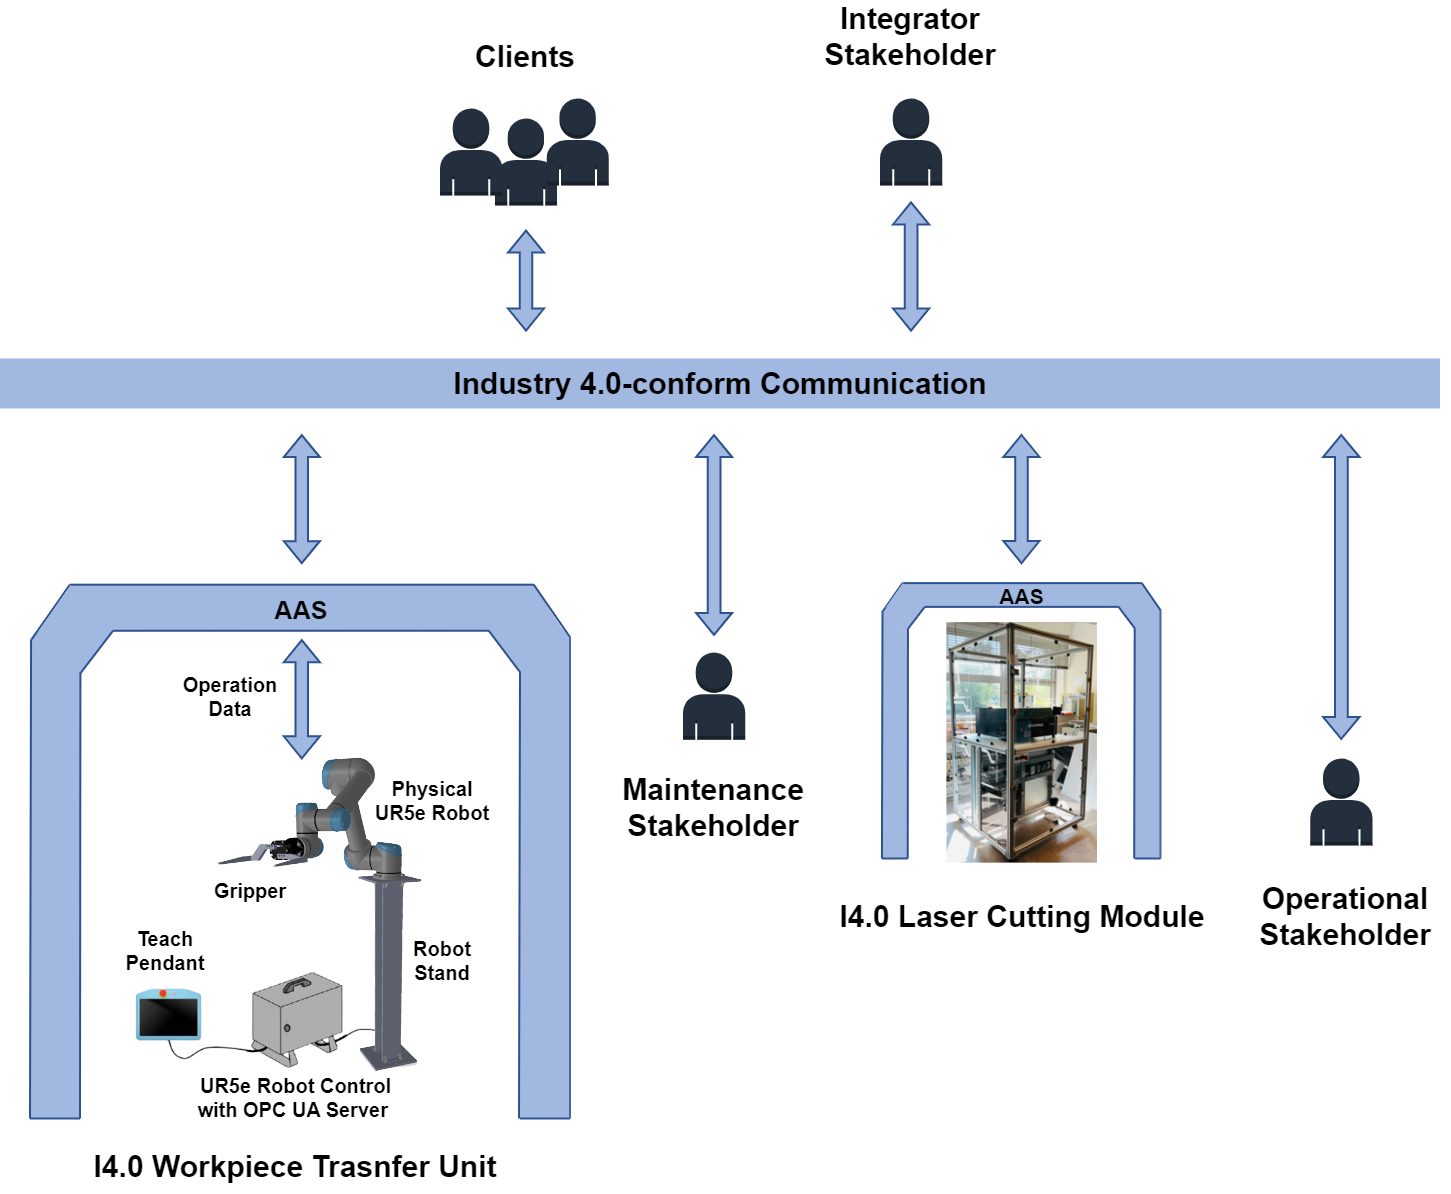 Clients
Integrator
Stakeholder
Industry 4.0-conform Communication
AAS
Operation
Data
Physical
UR5e Robot
Gripper
Teach
Pendant
Robot
Stand
UR5e Robot Control
with OPC UA Server
I4.0 Workpiece Trasnfer Unit
Maintenance
Stakeholder
AAS
I4.0 Laser Cutting Module
Operational
Stakeholder